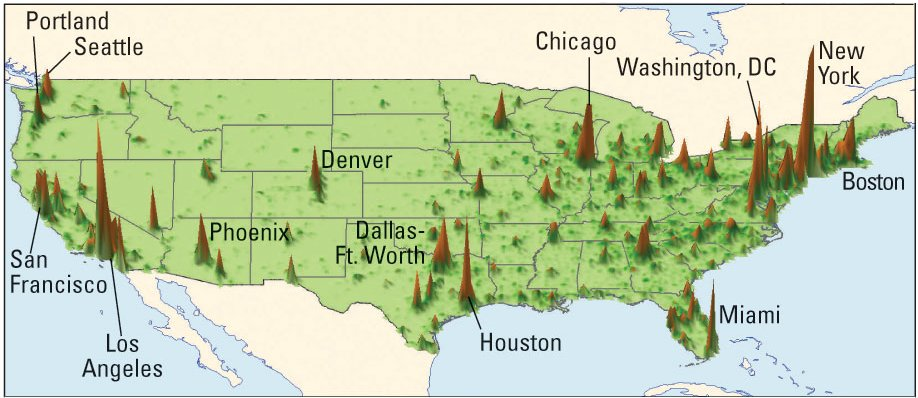 Portland
Seattle
Chicago
Washington, DC
New
York
Denver
Boston
Phoenix
Dallas-
Ft. Worth
San
Francisco
Miami
Los
Angeles
Houston